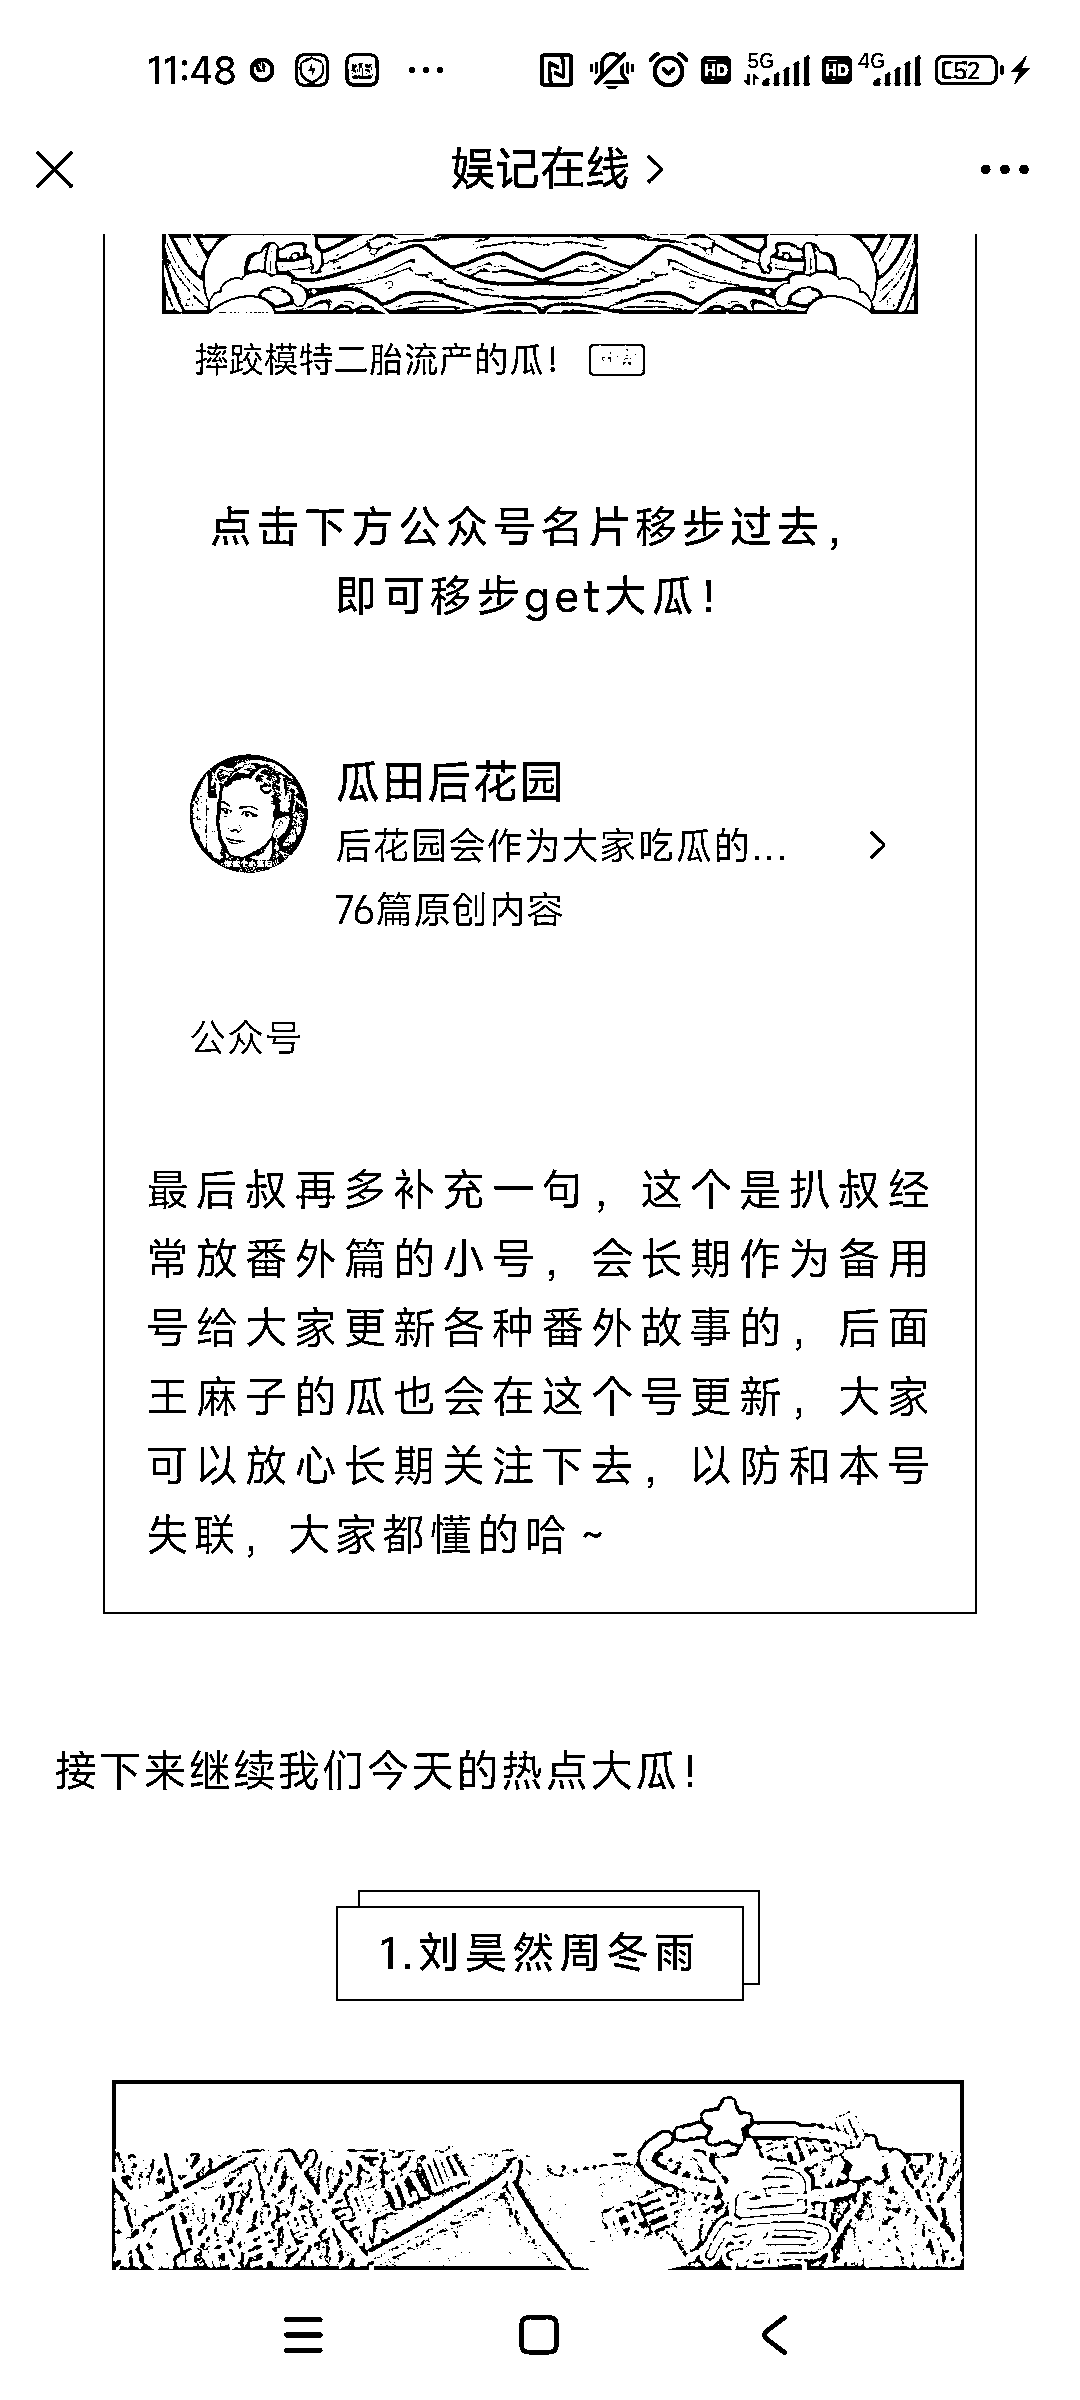 11:48 ··· 5G 4G 52
娱记在线
摔跤模特二胎流产的瓜！
点击下方公众号名片移步过去，
即可移步get大瓜！
瓜田后花园
后花园会作为大家吃瓜的...
76篇原创内容
公众号
最后叔再多补充一句，这个是扒叔经
常放番外篇的小号，会长期作为备用
号给大家更新各种番外故事的，后面
王麻子的瓜也会在这个号更新，大家
可以放心长期关注下去，以防和本号
失联，大家都懂的哈~
接下来继续我们今天的热点大瓜！
1.刘昊然周冬雨